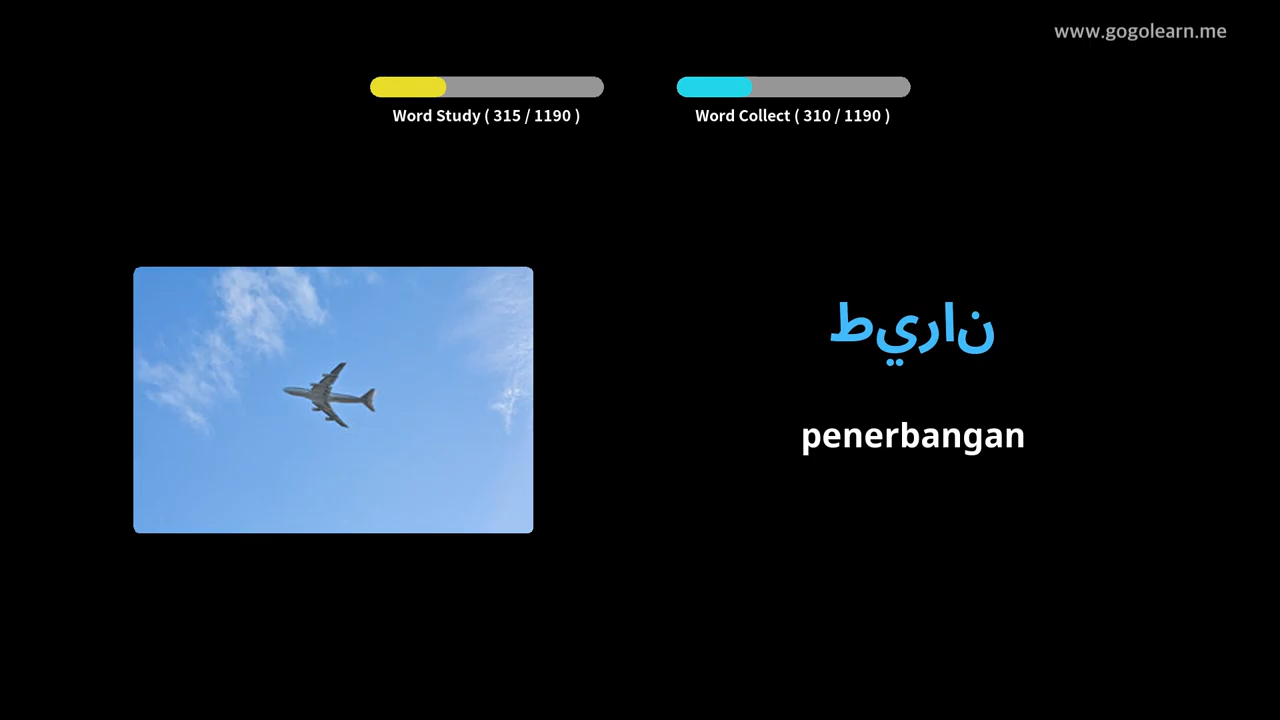 www.gogolearn.me
Word Study ( 315 / 1190 )
Word Collect ( 310 / 1190 )
طيران
penerbangan